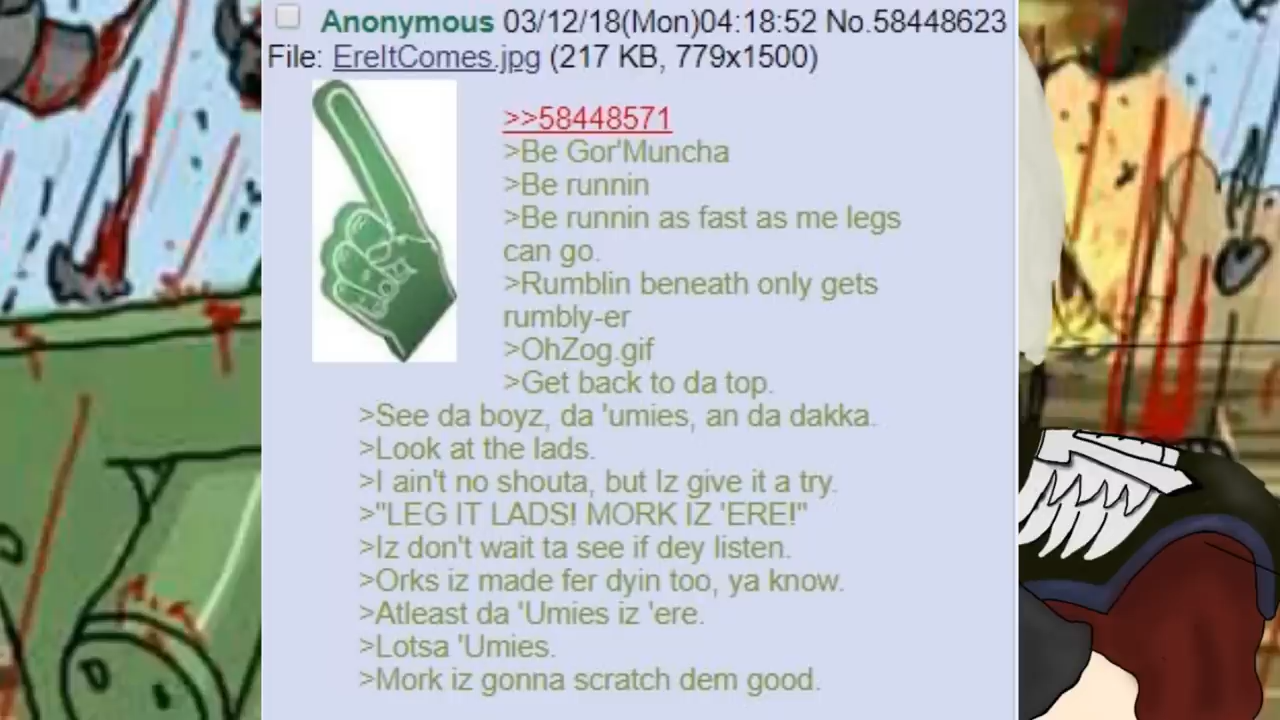 Anonymous 03/12/18(Mon)04:18:52 No.58448623
File: EreItComes.jpg (217 KB, 779x1500)
>>58448571
>Be Gor'Muncha
>Be runnin
>Be runnin as fast as me legs
can go.
>Rumblin beneath only gets
rumbly-er
>OhZog.gif
>Get back to da top.
>See da boyz, da 'umies, an da dakka.
>Look at the lads.
>I ain't no shouta, but Iz give it a try.
>"LEG IT LADS! MORK IZ 'ERE!"
>Iz don't wait ta see if dey listen.
>Orks iz made fer dyin too, ya know.
>Atleast da 'Umies iz 'ere.
>Lotsa 'Umies.
>Mork iz gonna scratch dem good.